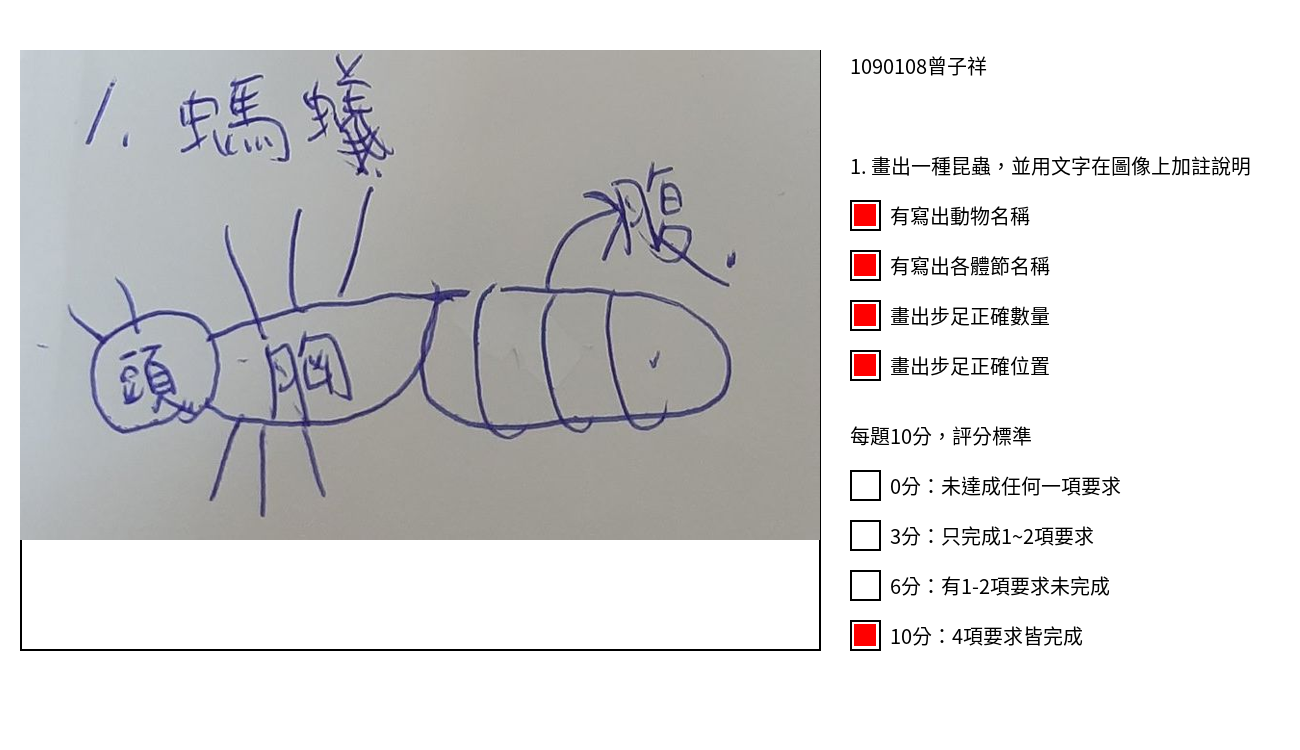 1. 螞蟻
腹
頭
胸
1090108曾子祥
1. 畫出一種昆蟲，並用文字在圖像上加註說明
有寫出動物名稱
有寫出各體節名稱
畫出步足正確數量
畫出步足正確位置
每題10分，評分標準
0分：未達成任何一項要求
3分：只完成1~2項要求
6分：有1-2項要求未完成
10分：4項要求皆完成